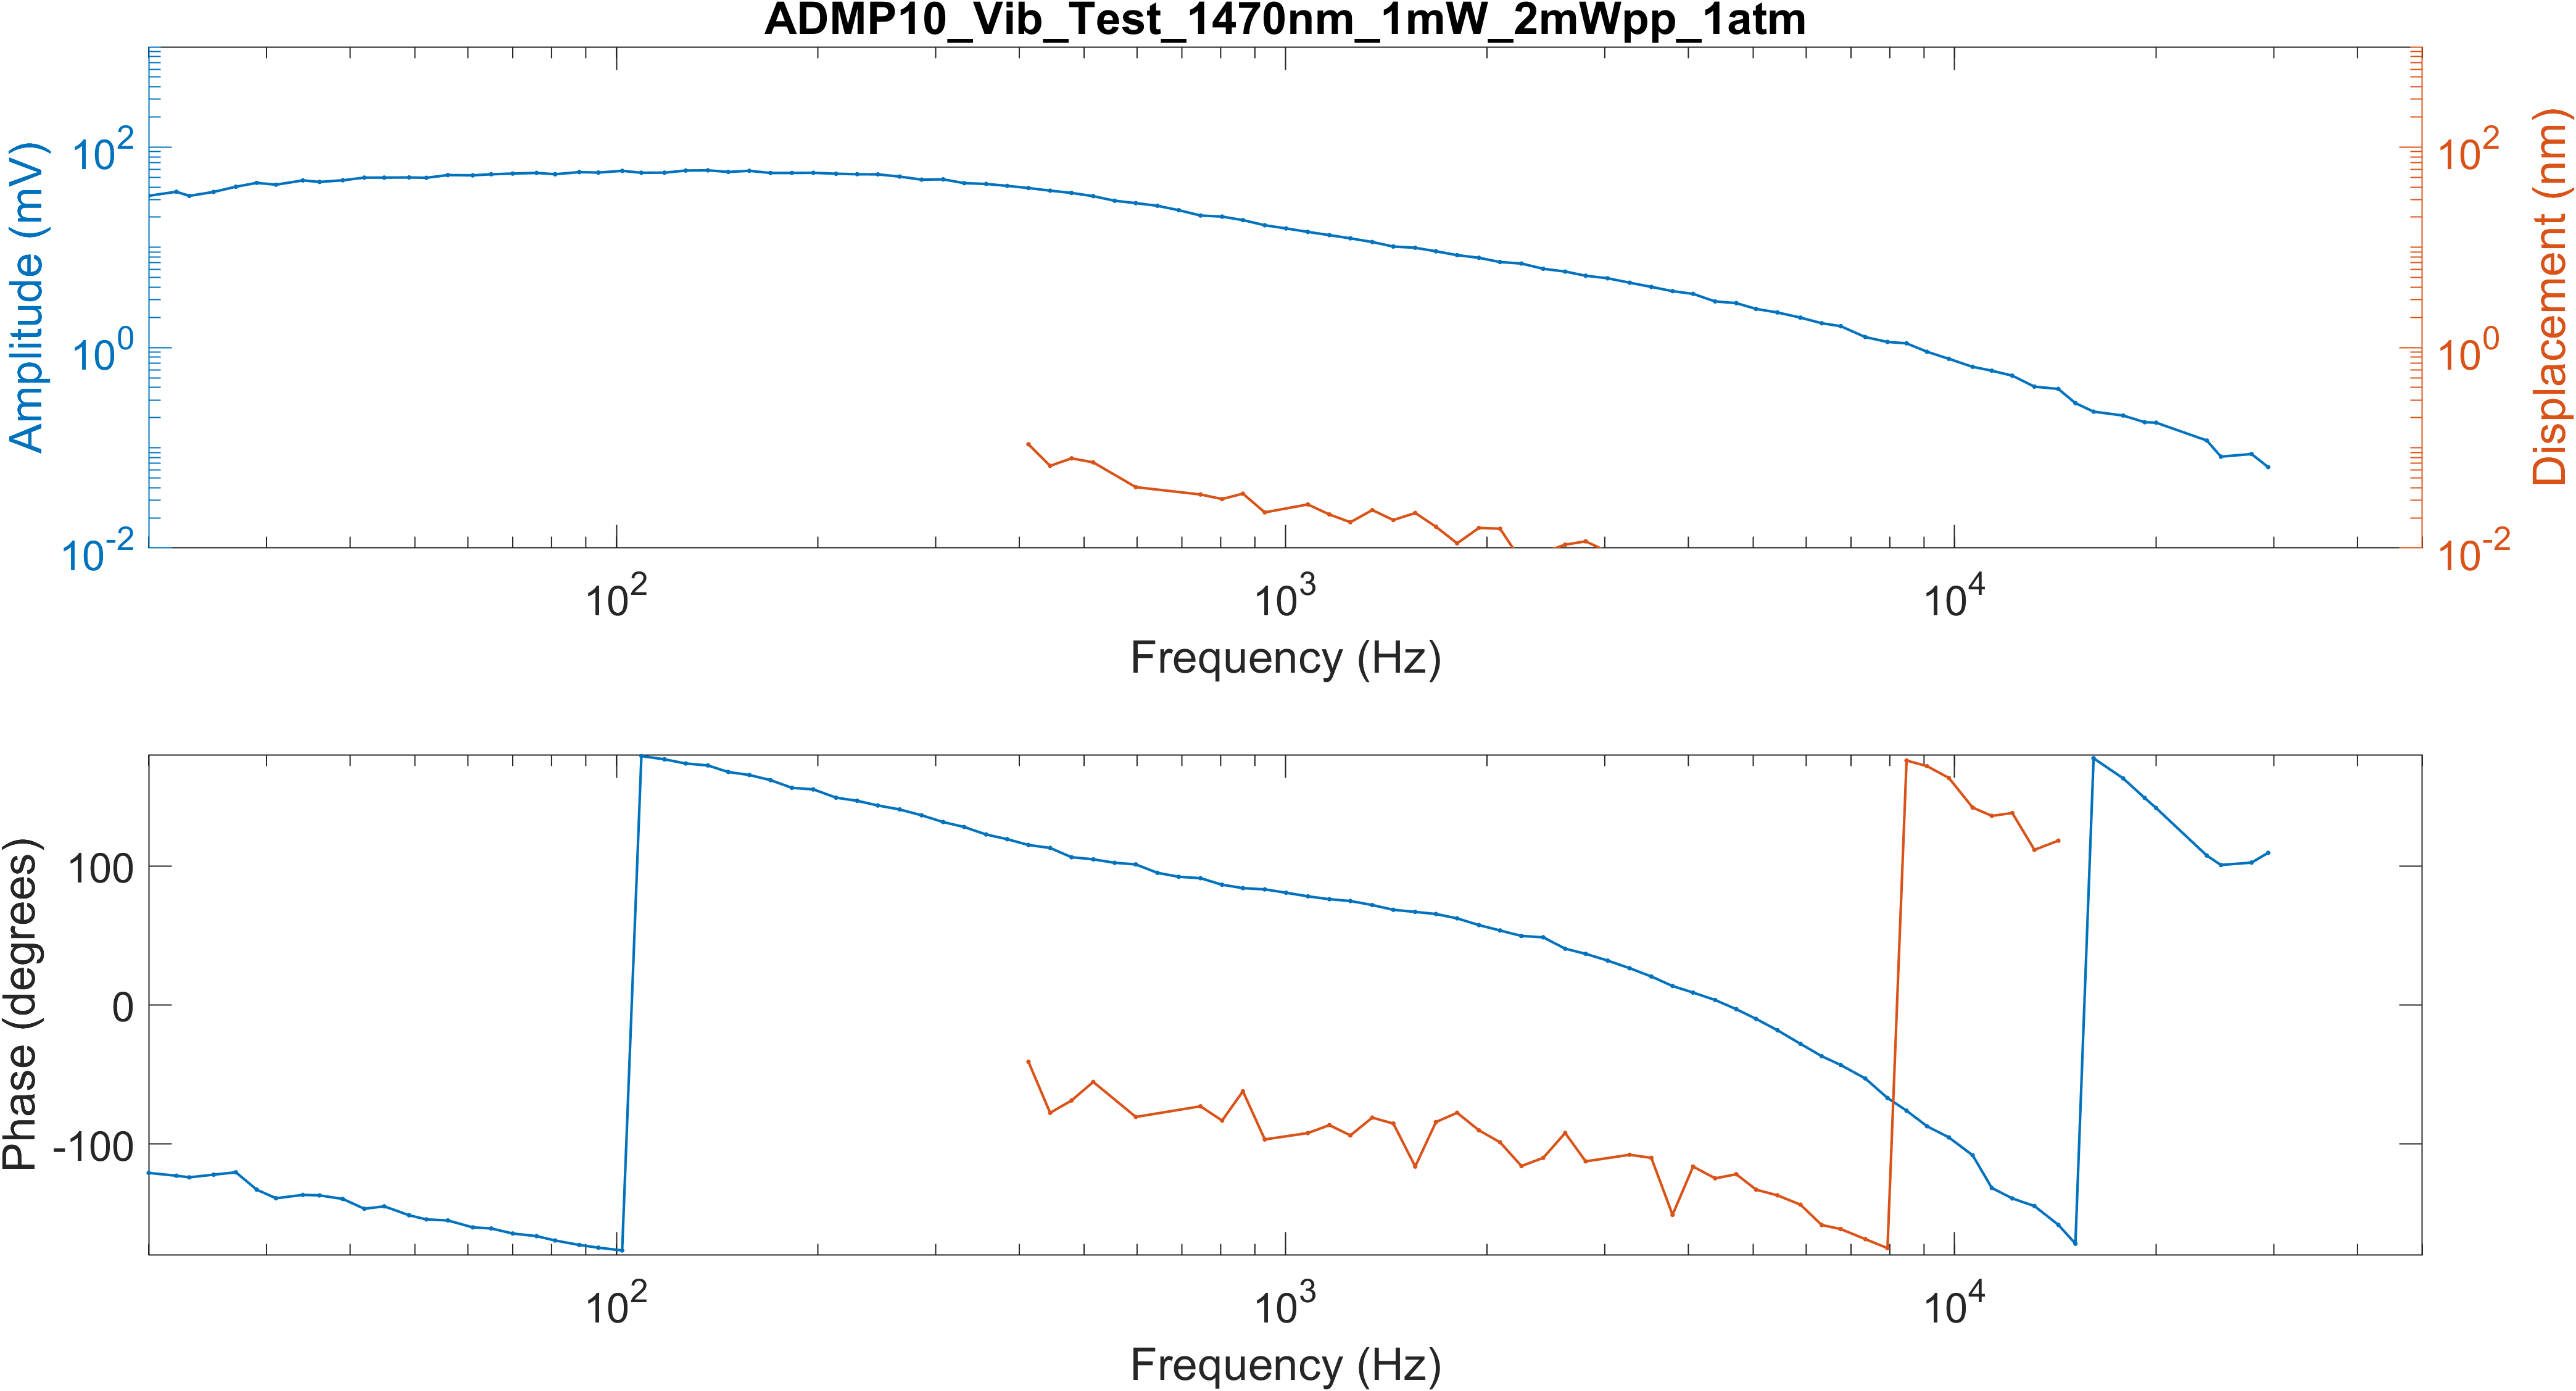 ADMP10_Vib_Test_1470nm_1mW_2mWpp_1atm
Amplitude (mV)
10^2
10^0
10^-2
Displacement (nm)
10^2
10^0
10^-2
10^2 10^3 10^4
Frequency (Hz)
Phase (degrees)
100
0
-100
10^2 10^3 10^4
Frequency (Hz)